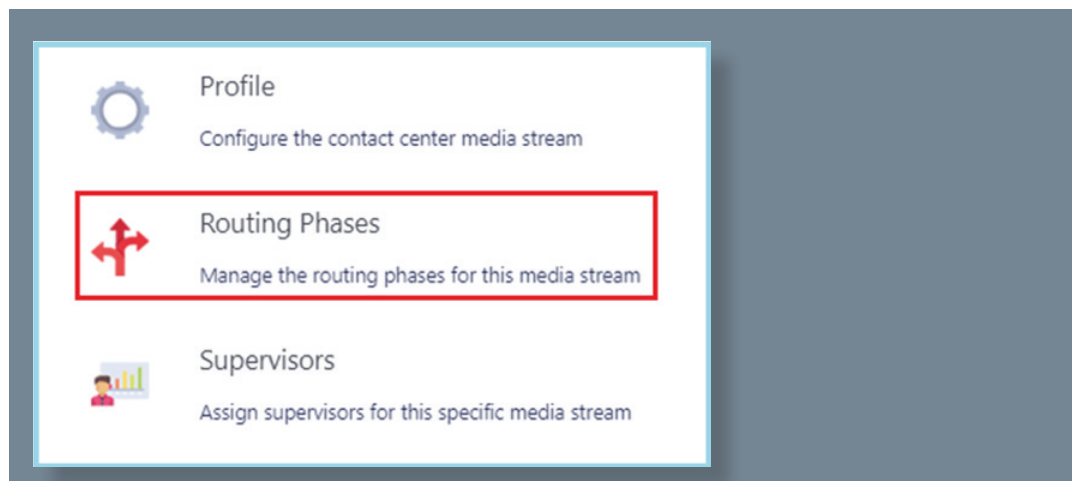 Profile
Configure the contact center media stream
Routing Phases
Manage the routing phases for this media stream
Supervisors
Assign supervisors for this specific media stream